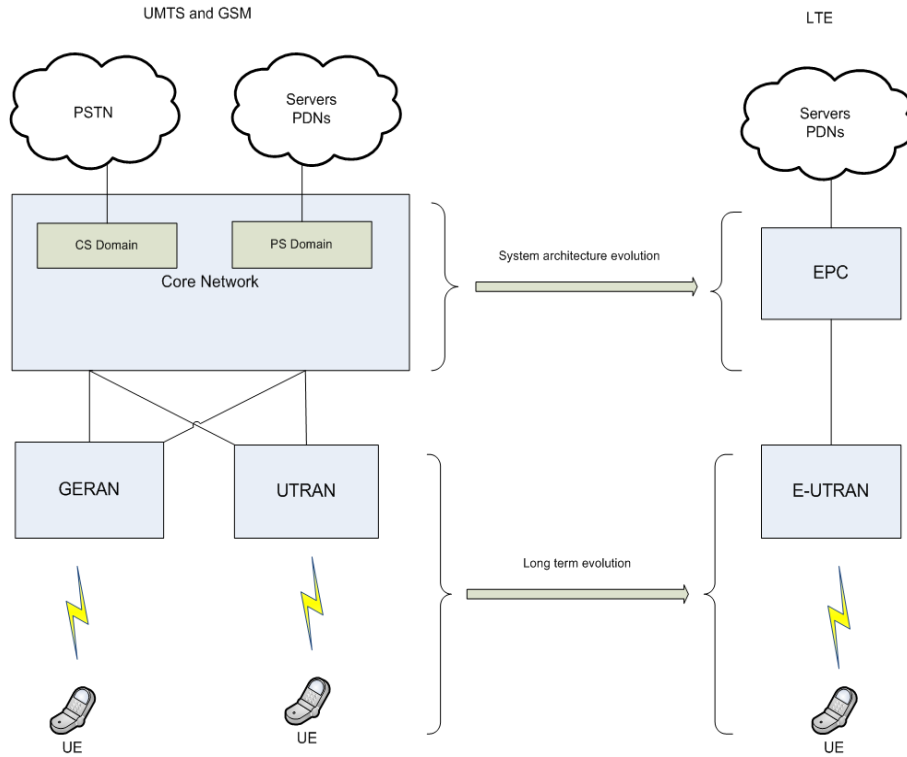 UMTS and GSM
LTE
PSTN
Servers
PDNs
Servers
PDNs
CS Domain
PS Domain
Core Network
System architecture evolution
EPC
GERAN
UTRAN
E-UTRAN
Long term evolution
UE
UE
UE